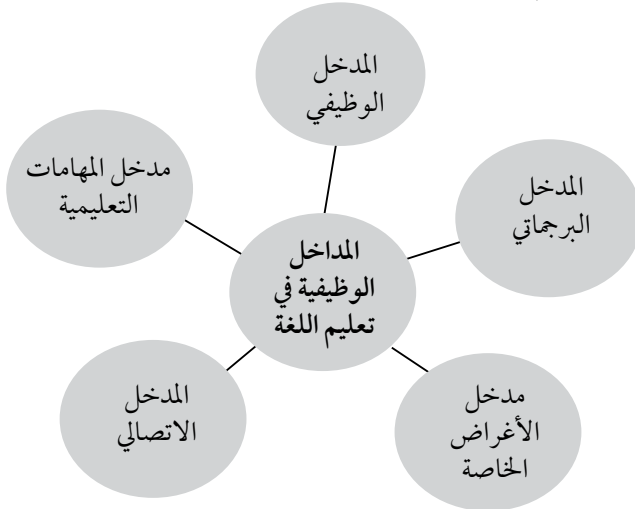 المدخل
الوظيفي
مدخل المهامات
التعليمية
المدخل
البرجماتي
المداخل
الوظيفية في
تعليم اللغة
المدخل
الاتصالي
مدخل
الأغراض
الخاصة